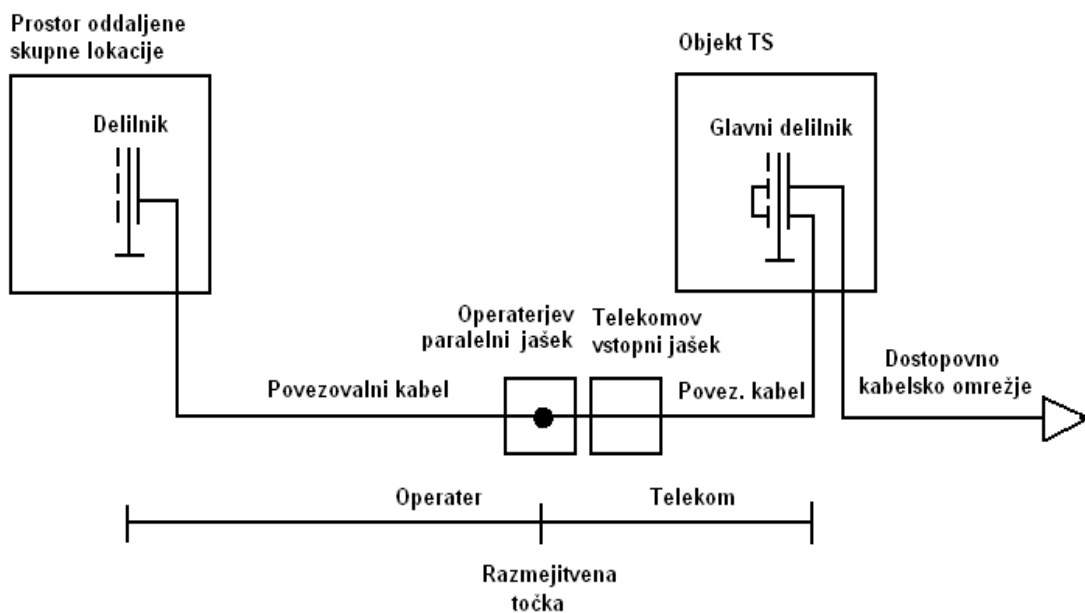 Prostor oddaljene
skupne lokacije
Objekt TS
Delilnik
Glavni delilnik
Operaterjev
paralelni jašek
Telekomov
vstopni jašek
Povezovalni kabel
Povez. kabel
Dostopovno
kabelsko omrežje
Operater
Telekom
Razmejitvena
točka